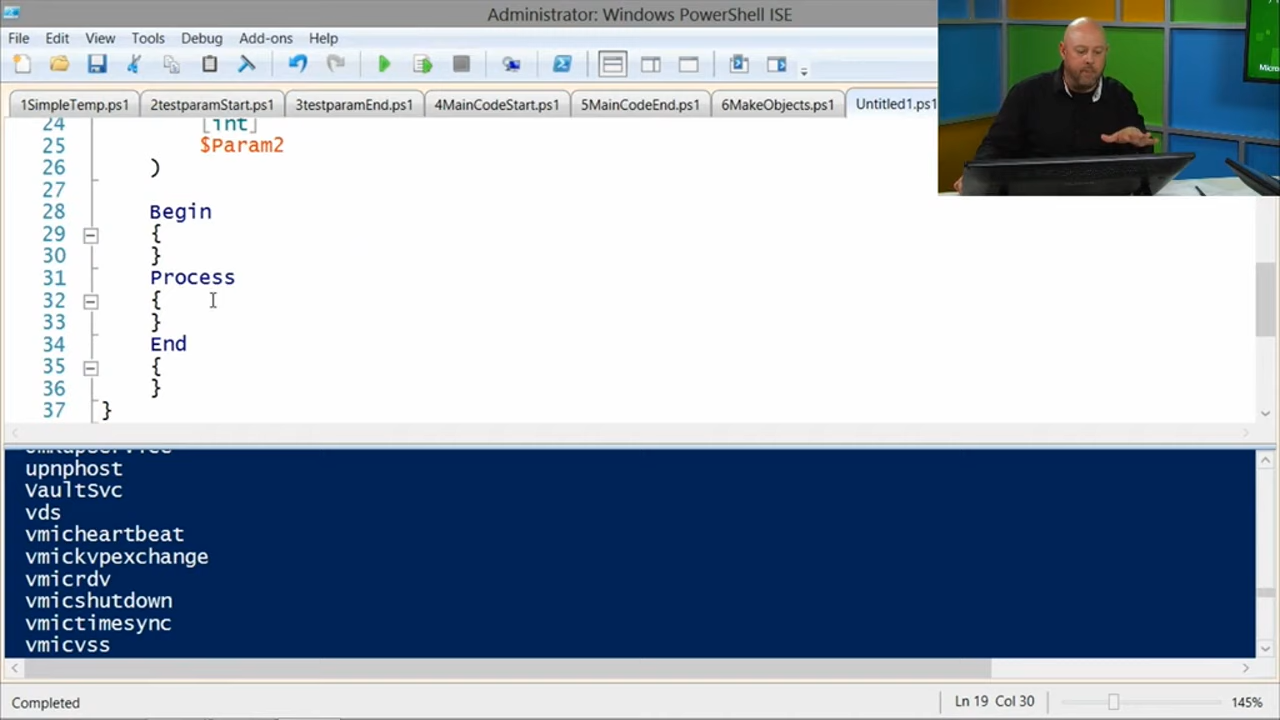 Administrator: Windows PowerShell ISE
File Edit View Tools Debug Add-ons Help
Micro
1SimpleTemp.ps1 2testparamStart.ps1 3testparamEnd.ps1 4MainCodeStart.ps1 5MainCodeEnd.ps1 6MakeObjects.ps1 Untitled1.ps1
24 [int]
25 $Param2
26 )
27
28 Begin
29 {
30 }
31 Process
32 {
33 }
34 End
35 {
36 }
37 }
upnphost
VaultSvc
vds
vmicheartbeat
vmickvpexchange
vmicrdv
vmicshutdown
vmictimesync
vmicvss
Completed Ln 19 Col 30 145%